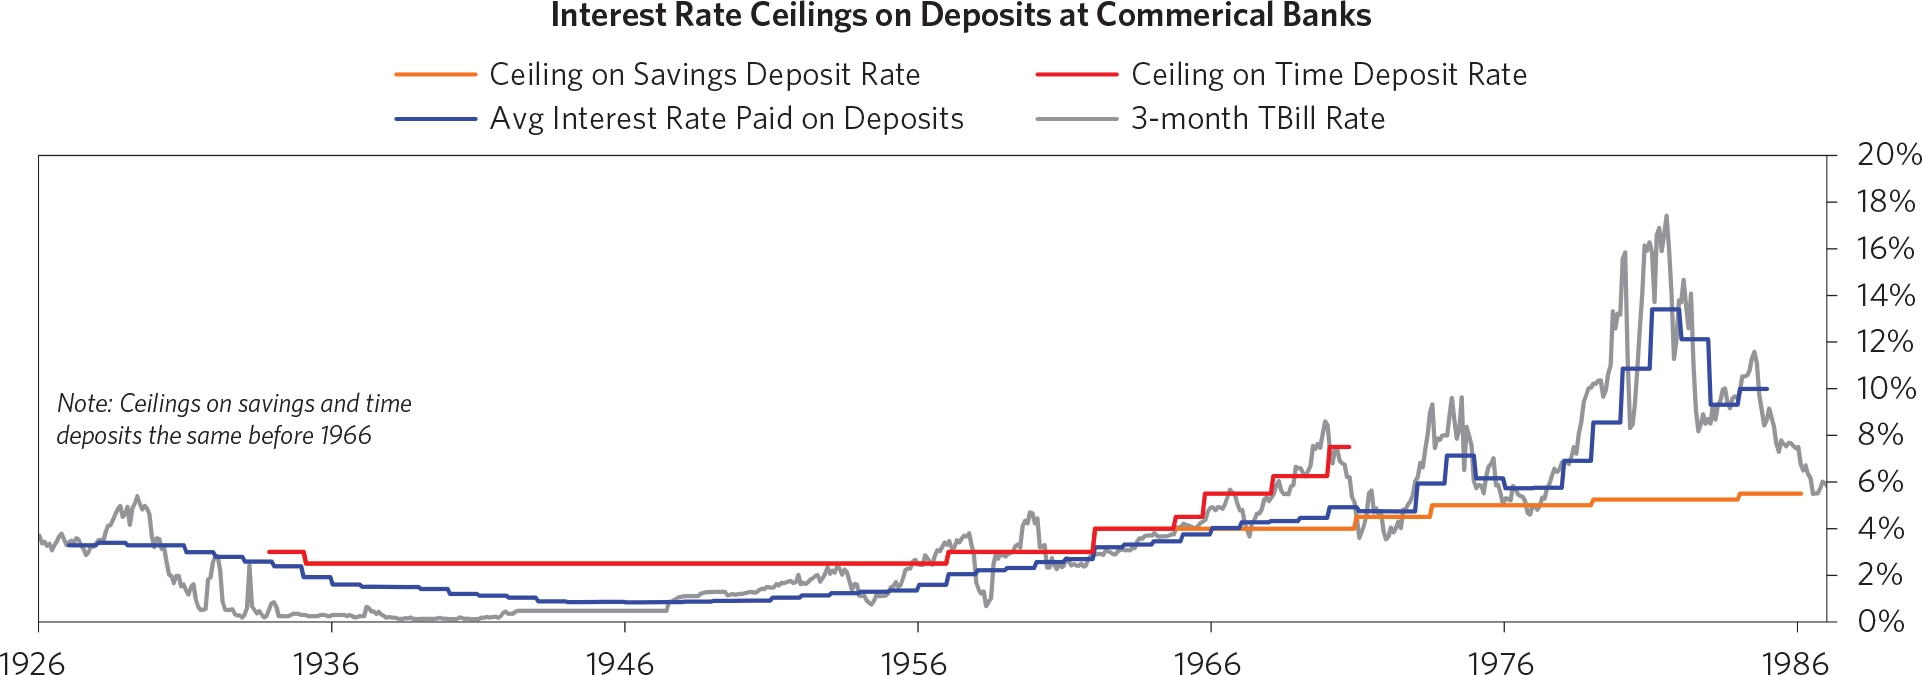 Interest Rate Ceilings on Deposits at Commerical Banks
Ceiling on Savings Deposit Rate
Ceiling on Time Deposit Rate
Avg Interest Rate Paid on Deposits
3-month TBill Rate
20%
18%
16%
14%
12%
10%
8%
6%
4%
2%
0%
Note: Ceilings on savings and time
deposits the same before 1966
1926
1936
1946
1956
1966
1976
1986